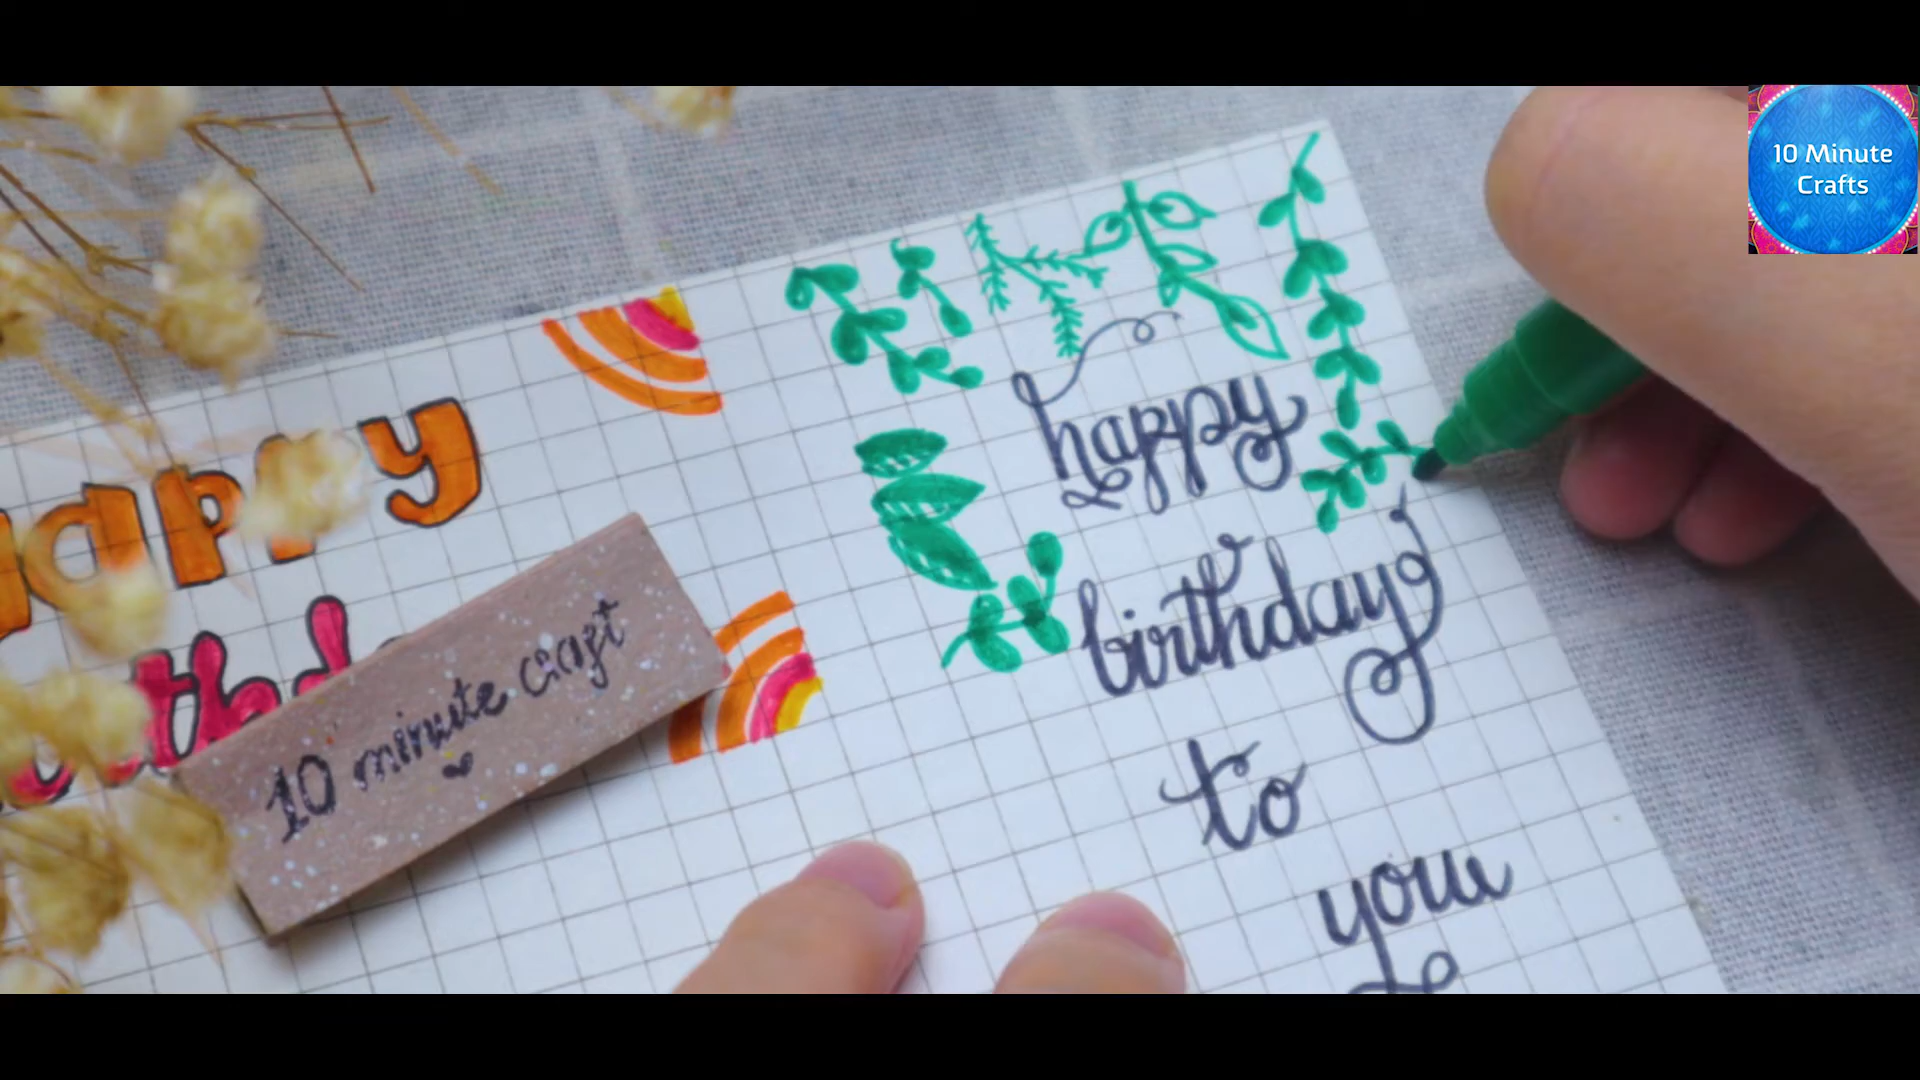 10 Minute
Crafts
happy
birthday
to
you
10 minute craft